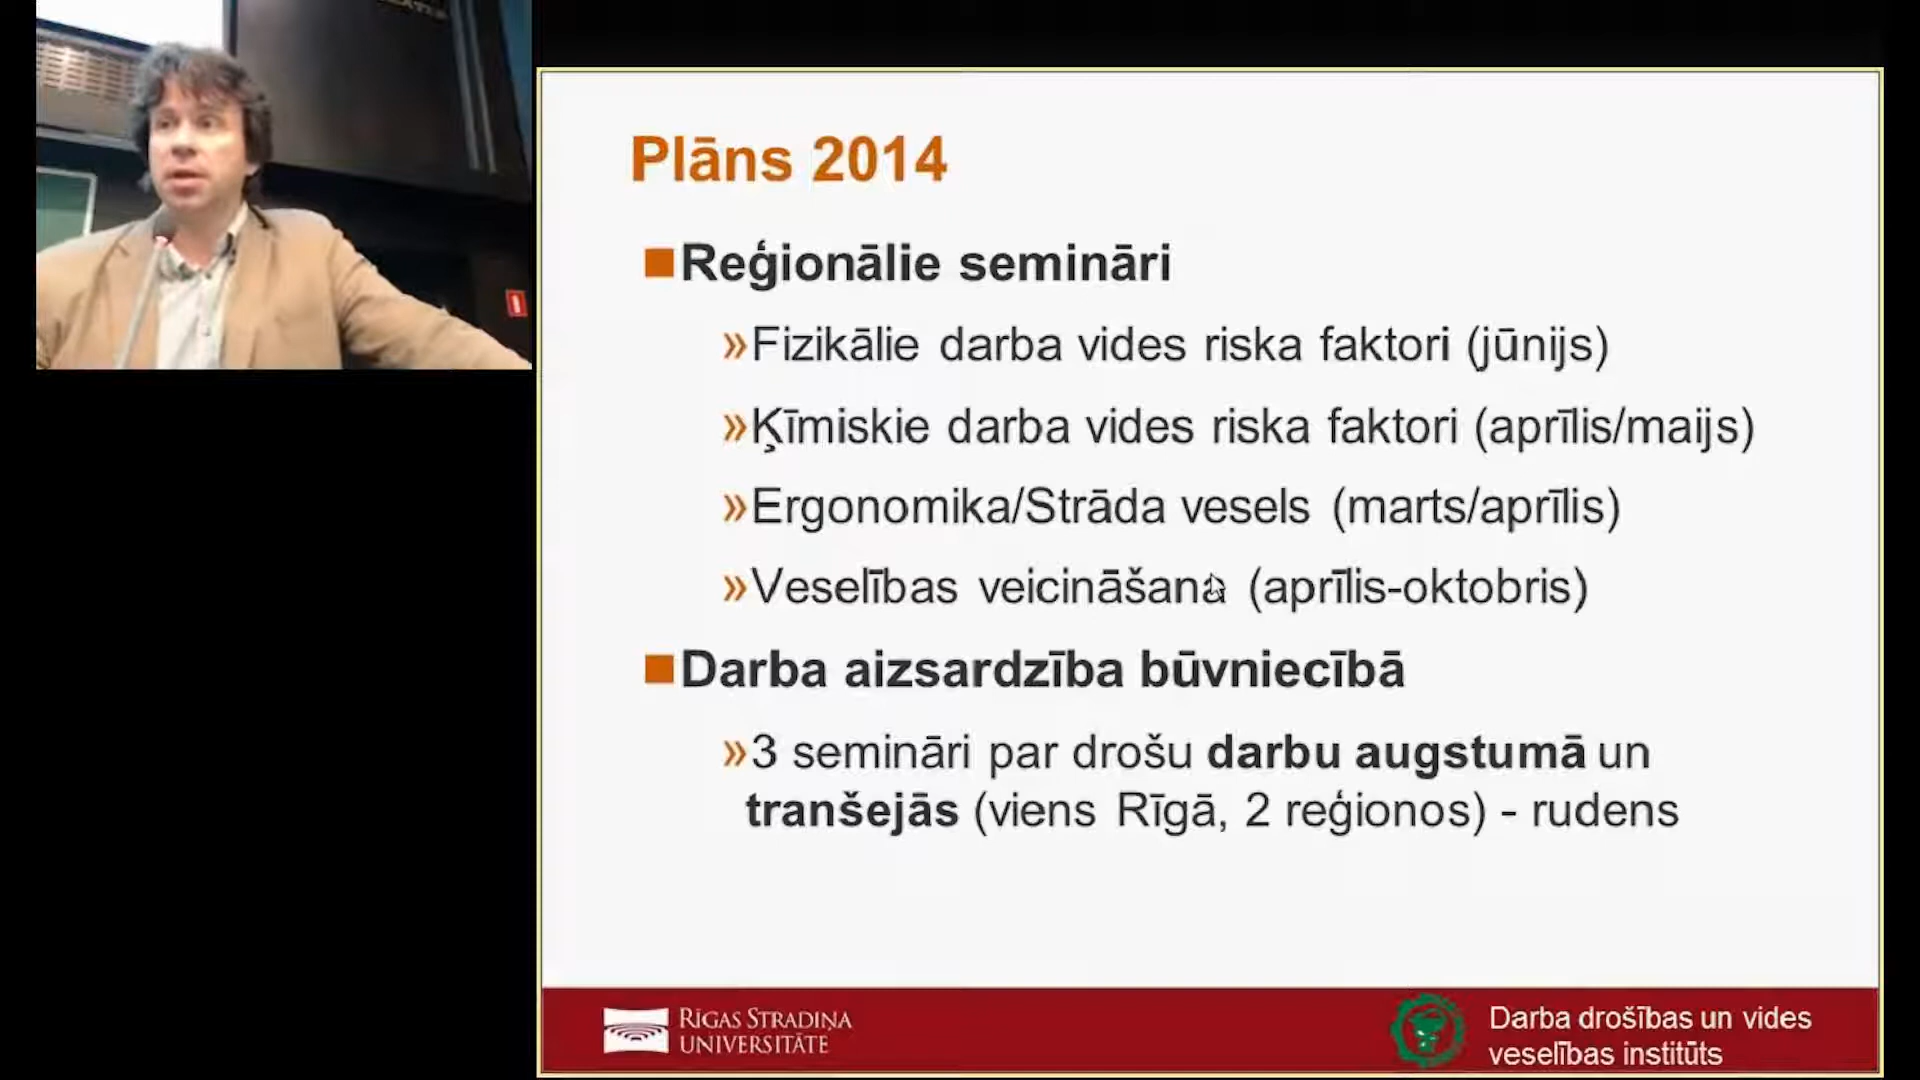 Plāns 2014
Reģionālie semināri
»Fizikālie darba vides riska faktori (jūnijs)
»Ķīmiskie darba vides riska faktori (aprīlis/maijs)
»Ergonomika/Strāda vesels (marts/aprīlis)
»Veselības veicināšana (aprīlis-oktobris)
Darba aizsardzība būvniecībā
»3 semināri par drošu darbu augstumā un
tranšejās (viens Rīgā, 2 reģionos) - rudens
RĪGAS STRADIŅA
UNIVERSITĀTE
Darba drošības un vides
veselības institūts